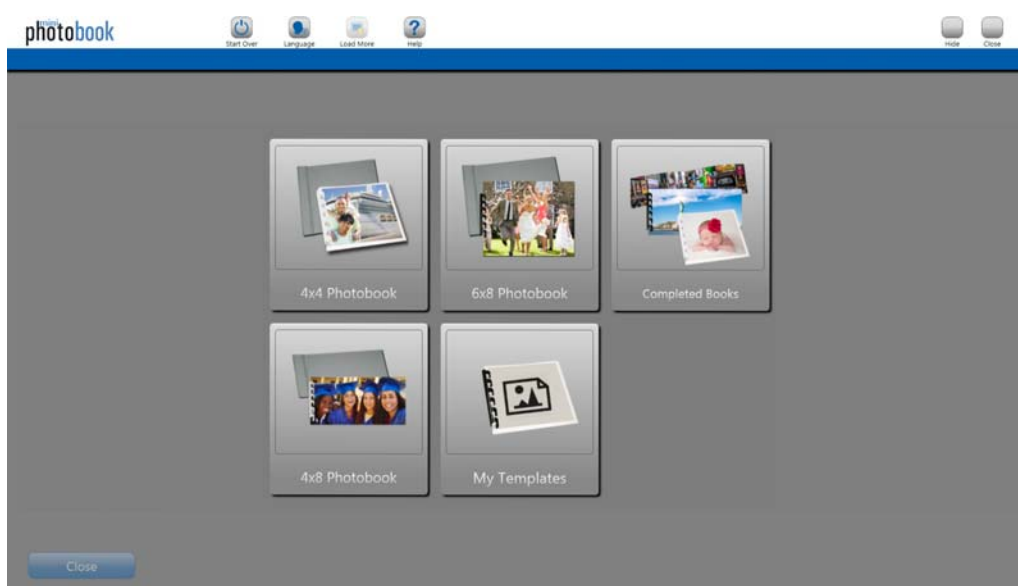 mini
photobook
Start Over
Language
Load More
Help
Hide
Close
4x4 Photobook
6x8 Photobook
Completed Books
4x8 Photobook
My Templates
Close